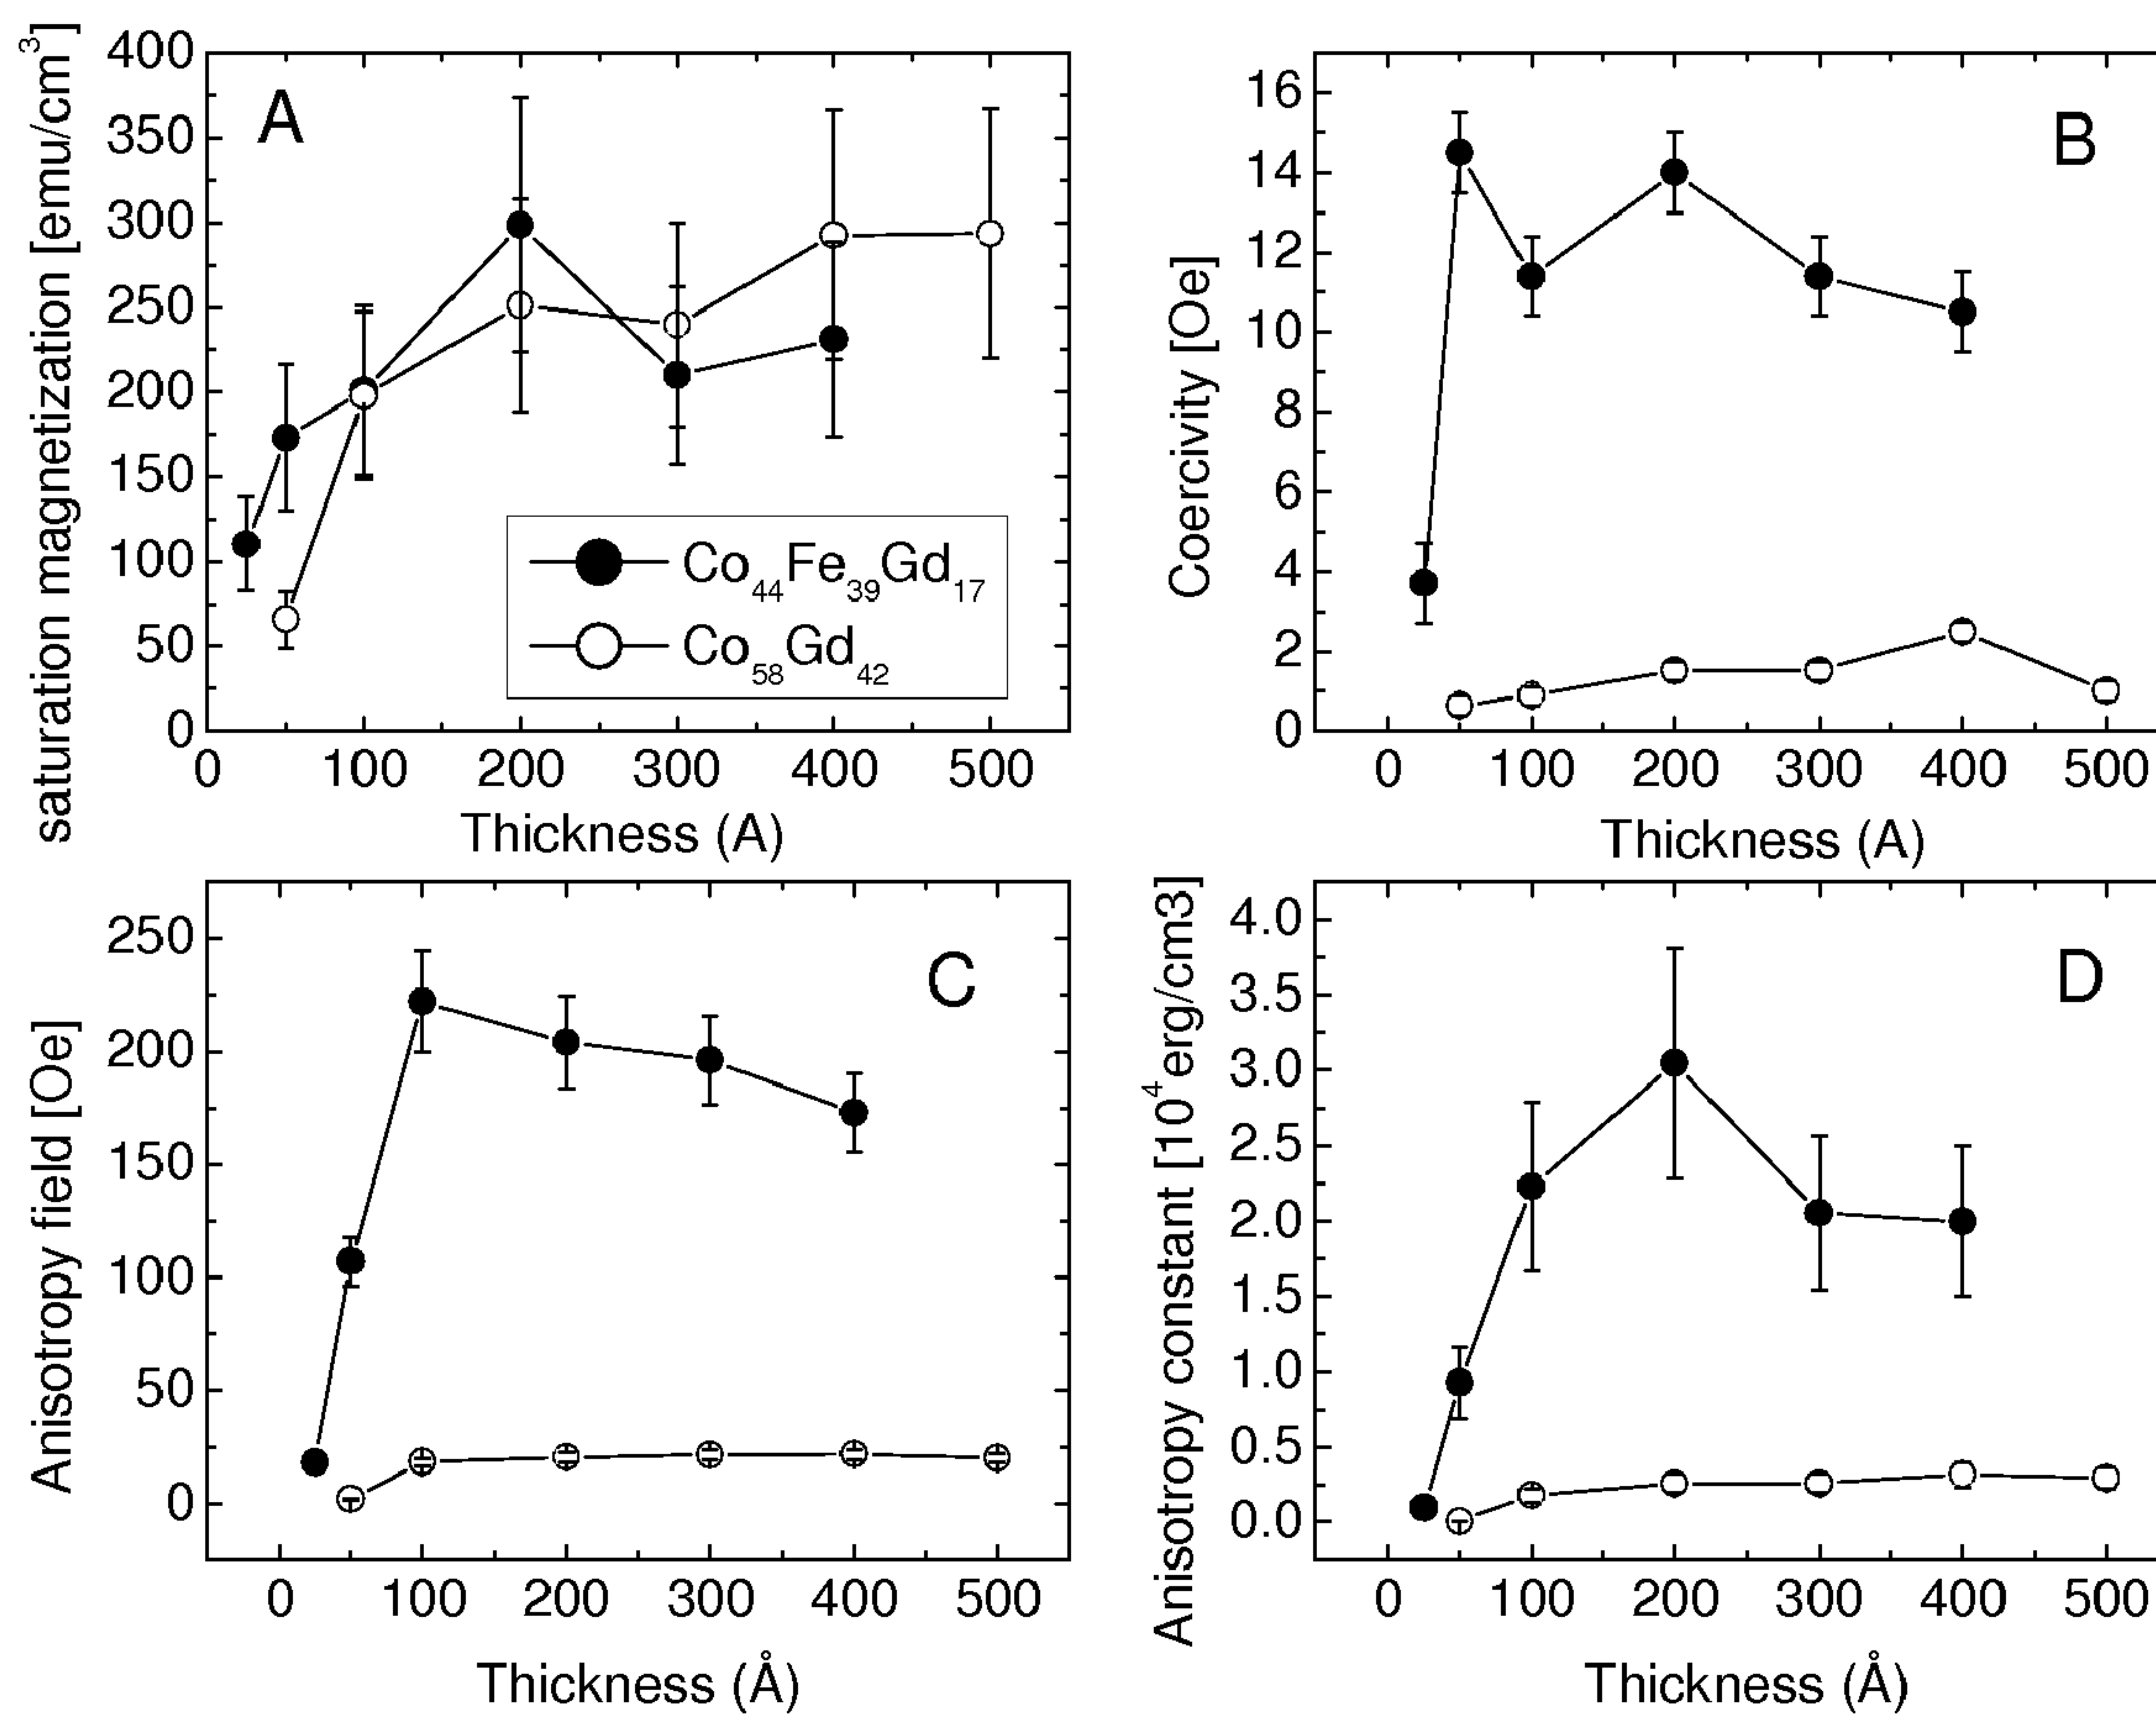 saturation magnetization [emu/cm³]
400
350
300
250
200
150
100
50
0
A
Co₄₄Fe₃₉Gd₁₇
Co₅₈Gd₄₂
0 100 200 300 400 500
Thickness (A)
Coercivity [Oe]
16
14
12
10
8
6
4
2
0
B
0 100 200 300 400 500
Thickness (A)
Anisotropy field [Oe]
250
200
150
100
50
0
C
0 100 200 300 400 500
Thickness (Å)
Anisotropy constant [10⁴ erg/cm3]
4.0
3.5
3.0
2.5
2.0
1.5
1.0
0.5
0.0
D
0 100 200 300 400 500
Thickness (Å)